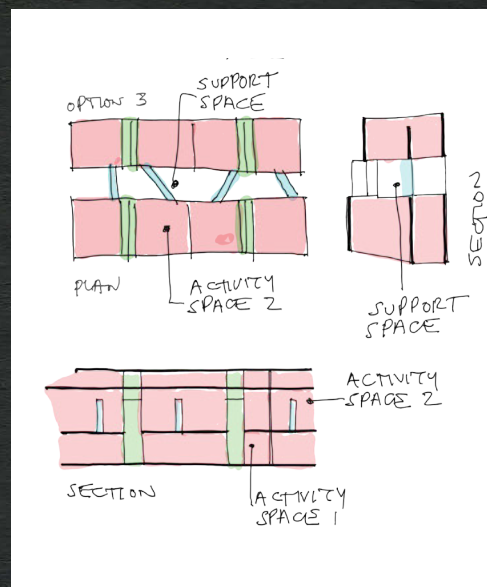 OPTION 3
SUPPORT
SPACE
PLAN
ACTIVITY
SPACE 2
SECTION
SUPPORT
SPACE
ACTIVITY
SPACE 2
SECTION
ACTIVITY
SPACE 1